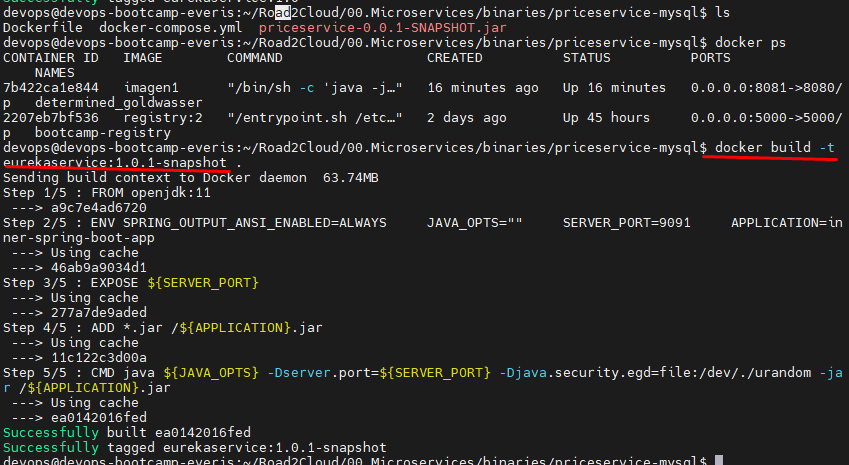 devops@devops-bootcamp-everis:~/Road2Cloud/00.Microservices/binaries/priceservice-mysql$ ls
Dockerfile  docker-compose.yml  priceservice-0.0.1-SNAPSHOT.jar
devops@devops-bootcamp-everis:~/Road2Cloud/00.Microservices/binaries/priceservice-mysql$ docker ps
CONTAINER ID   IMAGE        COMMAND                  CREATED          STATUS          PORTS
    NAMES
7b422ca1e844   imagen1      "/bin/sh -c 'java -j…"   16 minutes ago   Up 16 minutes   0.0.0.0:8081->8080/
p   determined_goldwasser
2207eb7bf536   registry:2   "/entrypoint.sh /etc…"   2 days ago       Up 45 hours     0.0.0.0:5000->5000/
p   bootcamp-registry
devops@devops-bootcamp-everis:~/Road2Cloud/00.Microservices/binaries/priceservice-mysql$ docker build -t
eurekaservice:1.0.1-snapshot .
Sending build context to Docker daemon  63.74MB
Step 1/5 : FROM openjdk:11
 ---> a9c7e4ad6720
Step 2/5 : ENV SPRING_OUTPUT_ANSI_ENABLED=ALWAYS     JAVA_OPTS=""     SERVER_PORT=9091     APPLICATION=in
ner-spring-boot-app
 ---> Using cache
 ---> 46ab9a9034d1
Step 3/5 : EXPOSE ${SERVER_PORT}
 ---> Using cache
 ---> 277a7de9aded
Step 4/5 : ADD *.jar /${APPLICATION}.jar
 ---> Using cache
 ---> 11c122c3d00a
Step 5/5 : CMD java ${JAVA_OPTS} -Dserver.port=${SERVER_PORT} -Djava.security.egd=file:/dev/./urandom -ja
r /${APPLICATION}.jar
 ---> Using cache
 ---> ea0142016fed
Successfully built ea0142016fed
Successfully tagged eurekaservice:1.0.1-snapshot
devops@devops-bootcamp-everis:~/Road2Cloud/00.Microservices/binaries/priceservice-mysql$